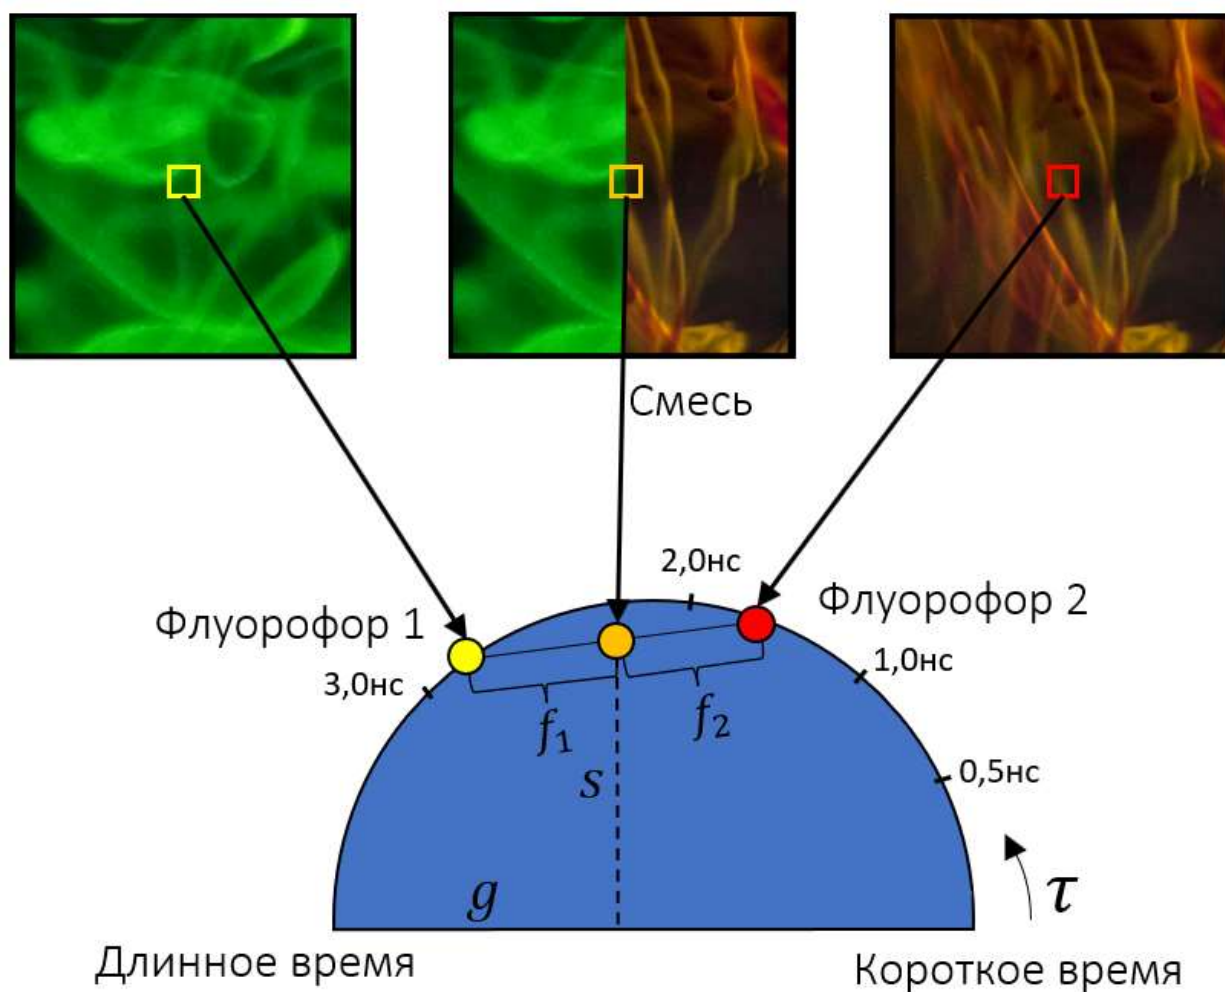 Смесь
2,0нс
Флуорофор 1
Флуорофор 2
3,0нс
1,0нс
f₁
f₂
s
0,5нс
g
τ
Длинное время
Короткое время